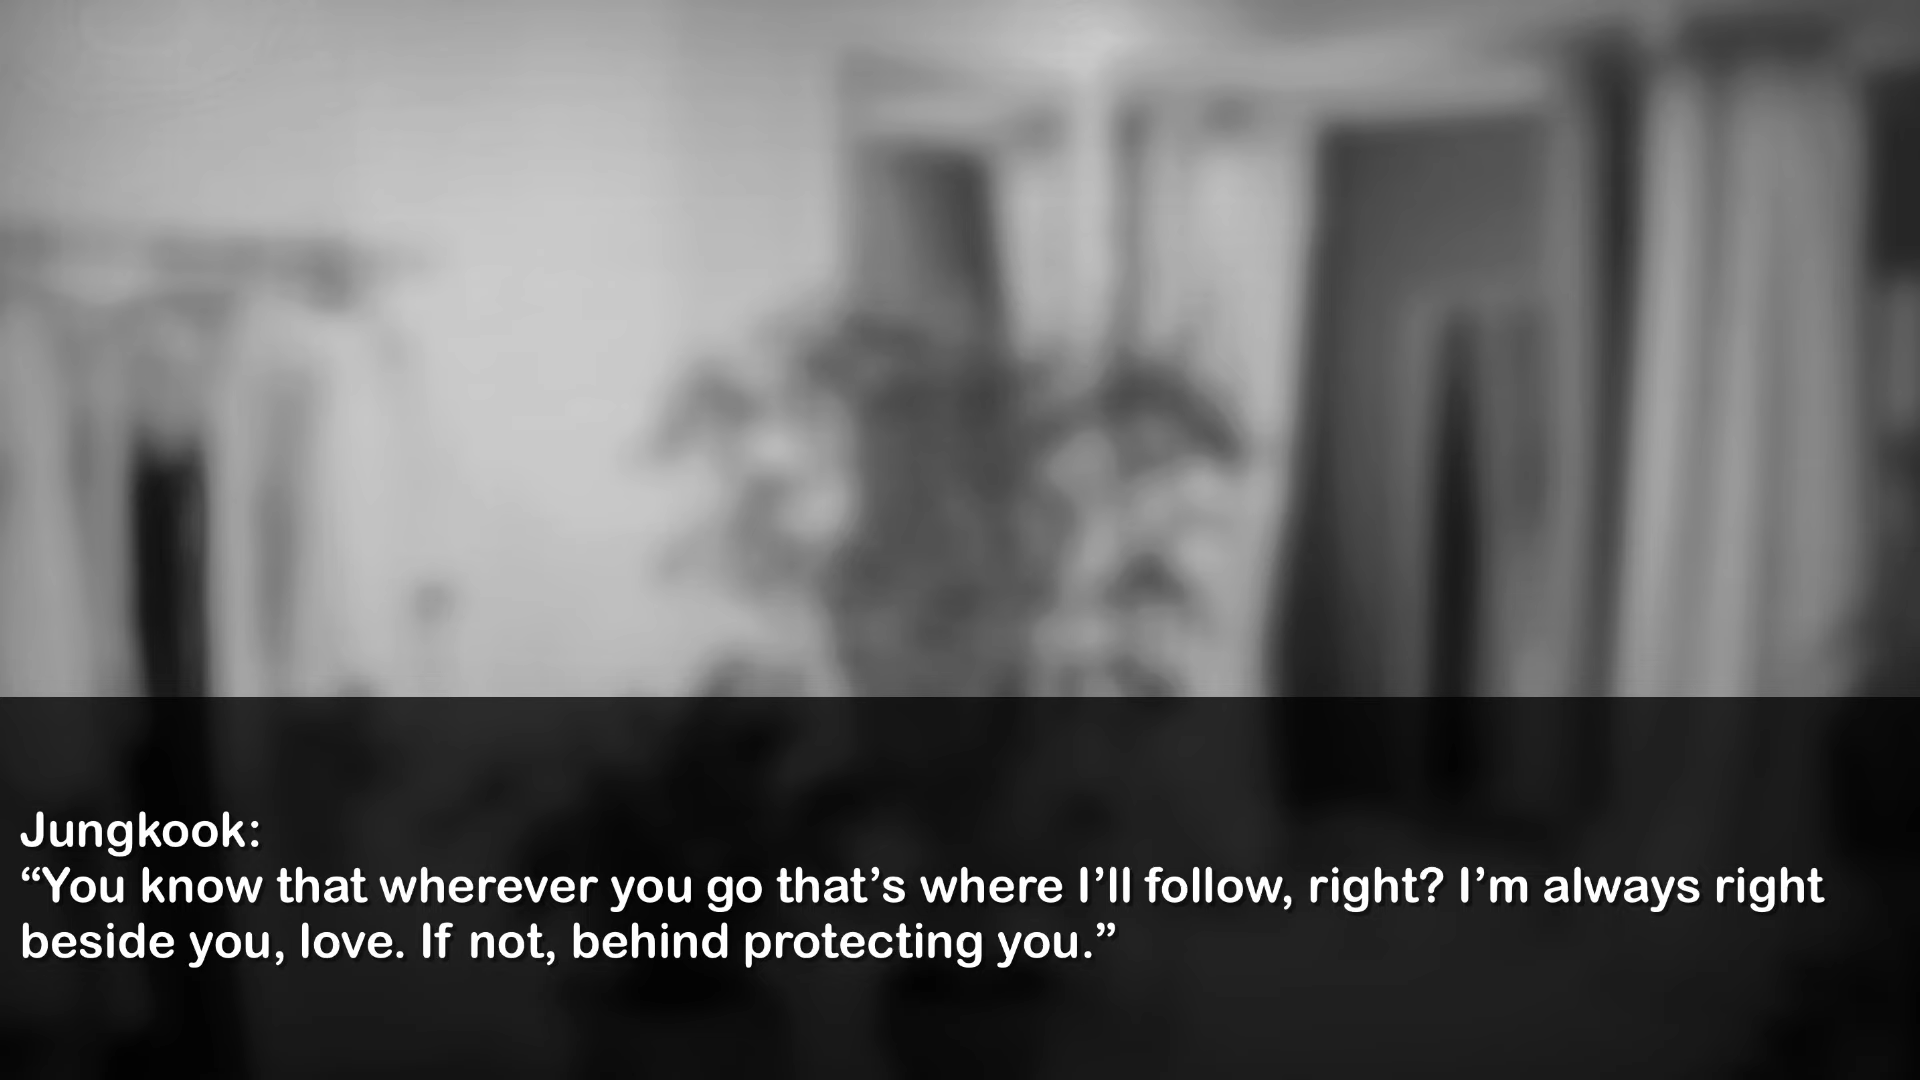 Jungkook:
“You know that wherever you go that’s where I’ll follow, right? I’m always right
beside you, love. If not, behind protecting you.”